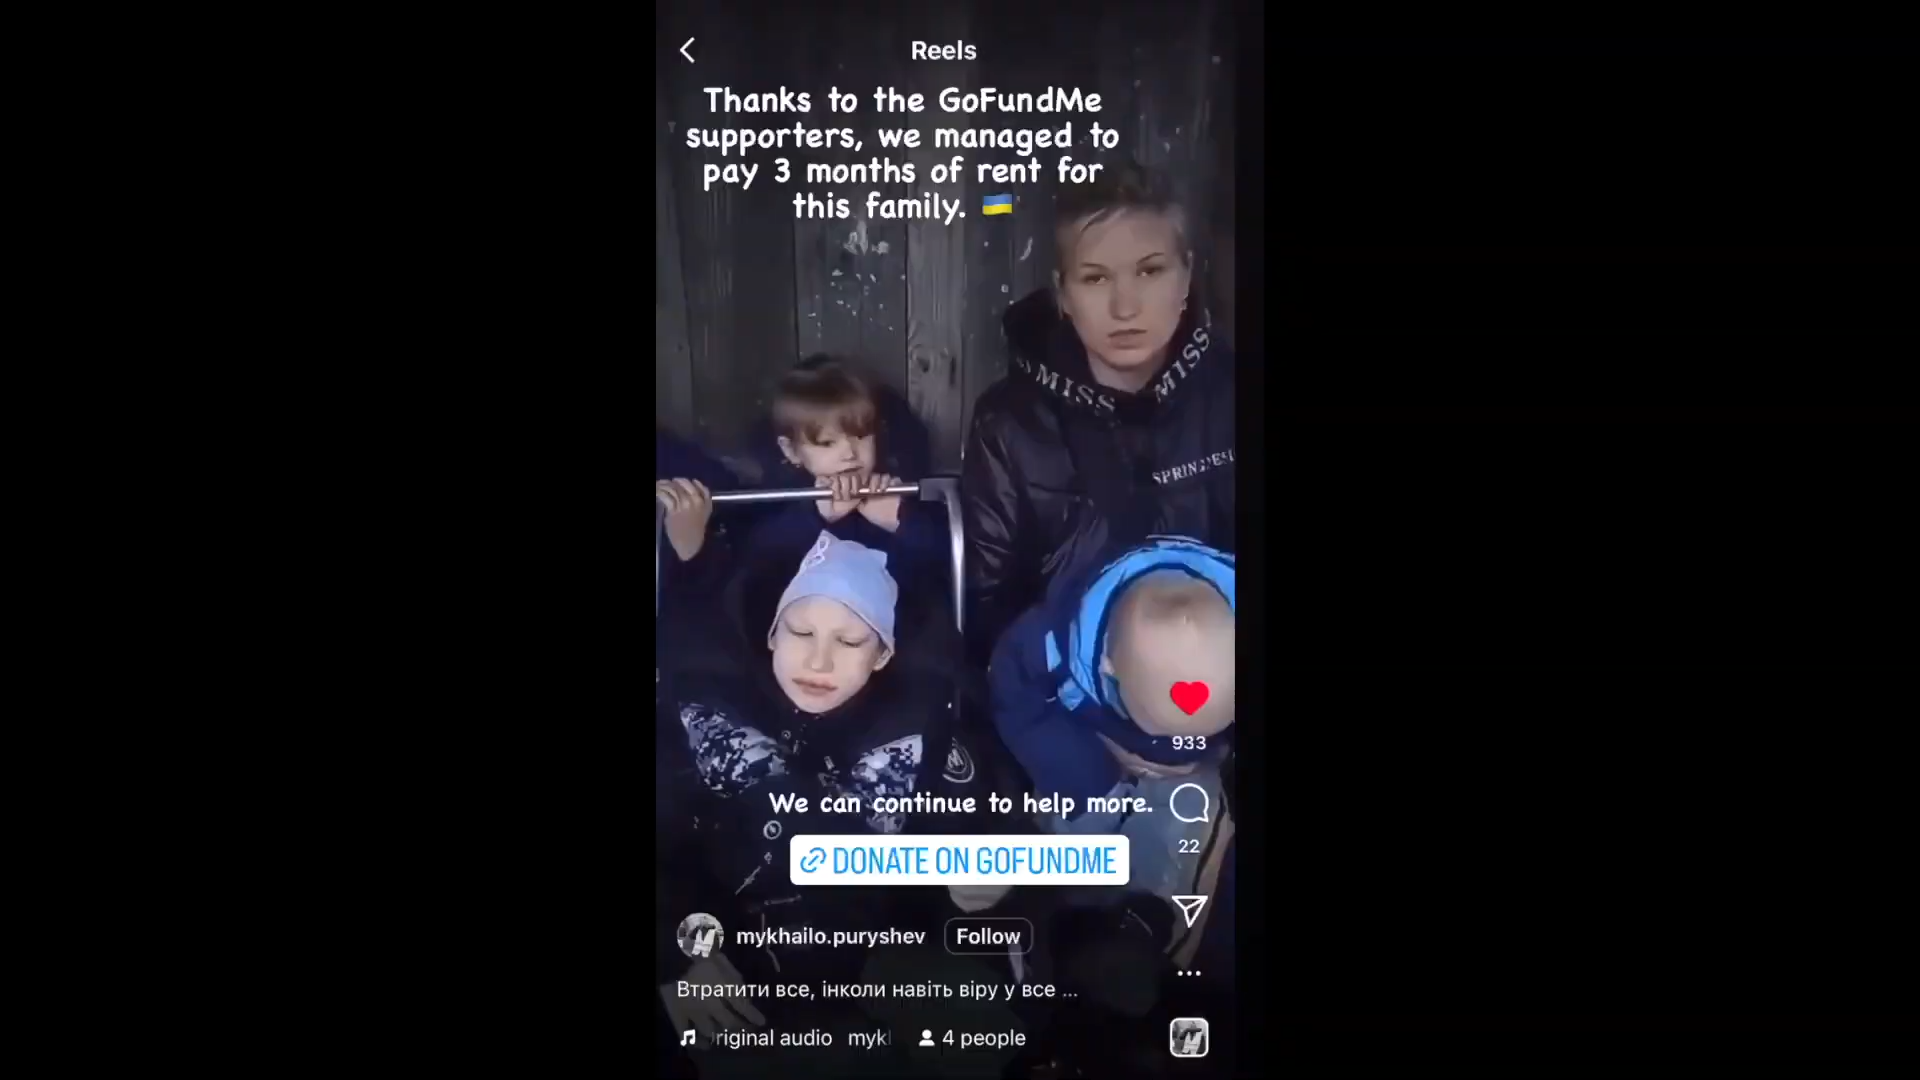 Reels
Thanks to the GoFundMe
supporters, we managed to
pay 3 months of rent for
this family. 🇺🇦
MISS MISS
We can continue to help more.
DONATE ON GOFUNDME
933
22
mykhailo.puryshev Follow
Втратити все, інколи навіть віру у все ...
riginal audio myk 4 people